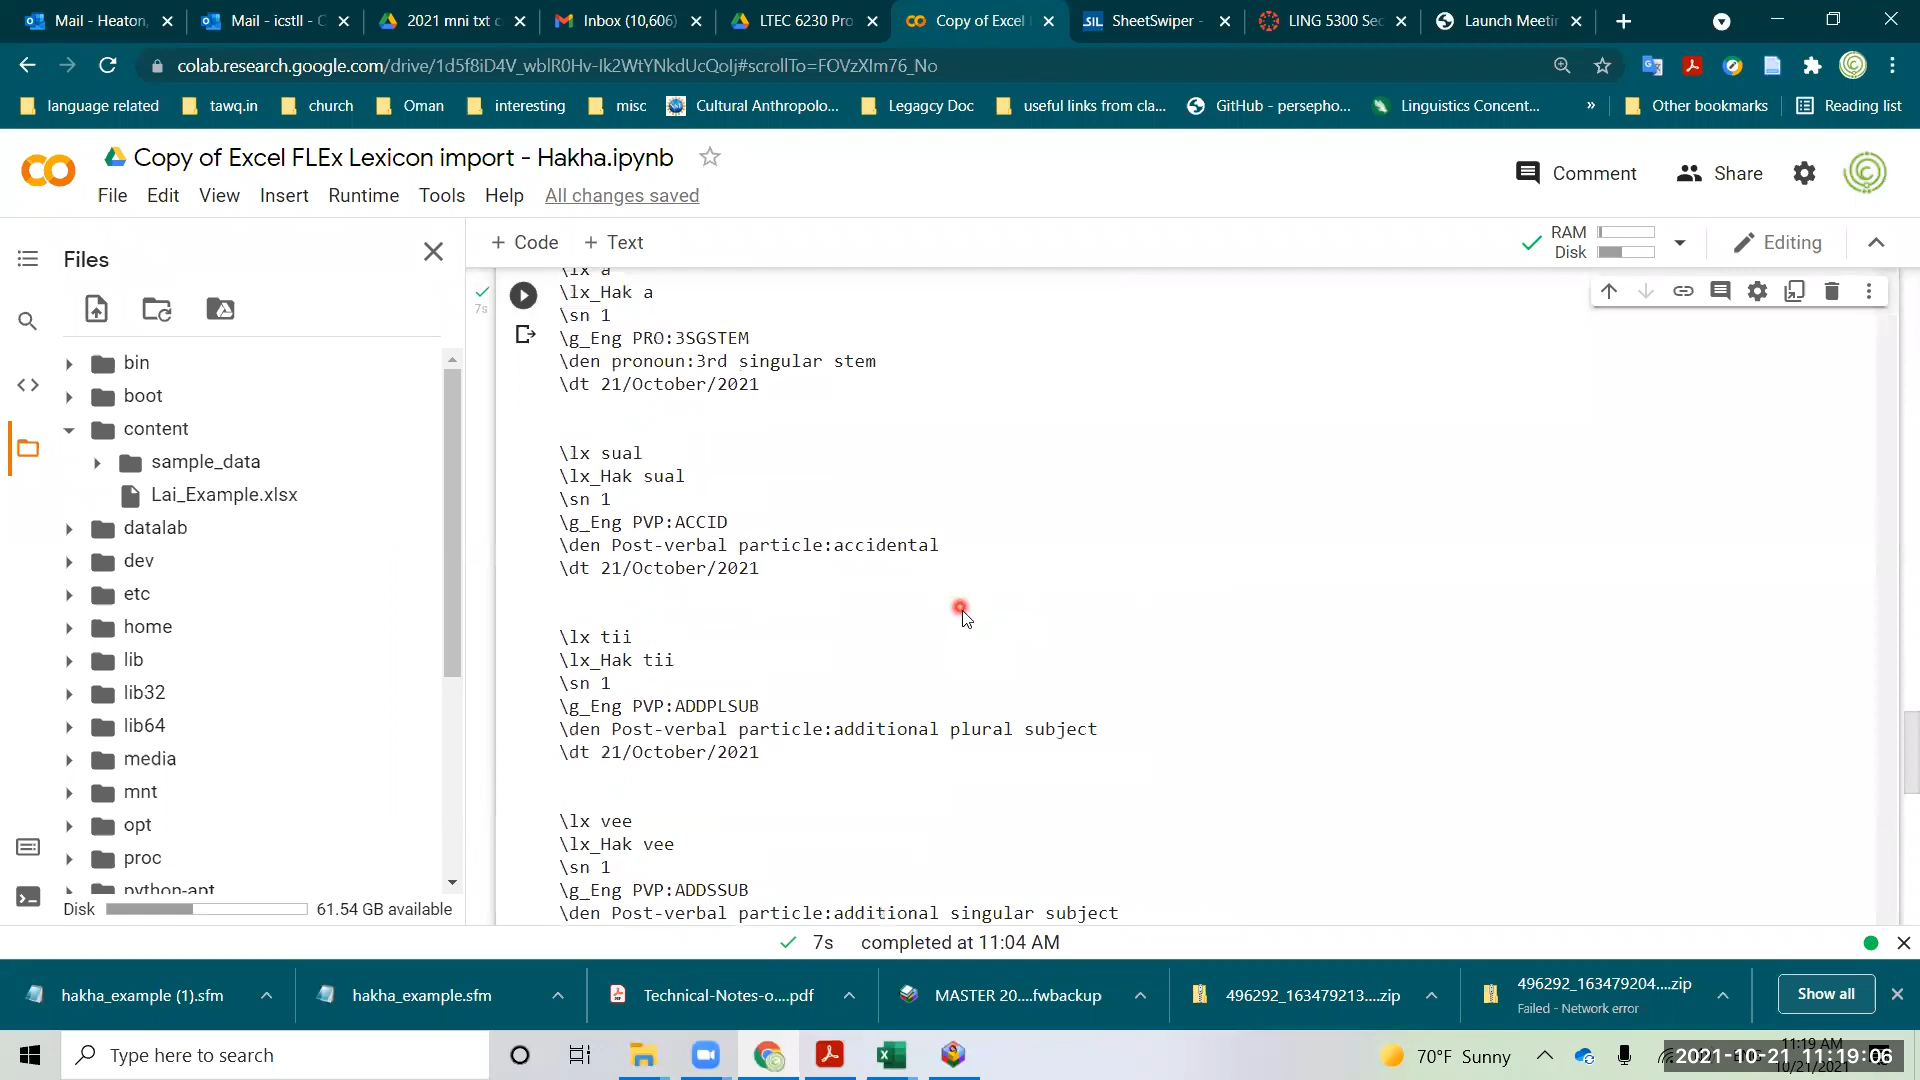 Mail - Heaton,
Mail - icstll - C
2021 mni txt c
Inbox (10,606)
LTEC 6230 Pro
Copy of Excel
SheetSwiper -
LING 5300 Sec
Launch Meetin
colab.research.google.com/drive/1d5f8iD4V_wblR0Hv-Ik2WtYNkdUcQolj#scrollTo=FOVzXIm76_No
language related
tawq.in
church
Oman
interesting
misc
Cultural Anthropolo...
Legagcy Doc
useful links from cla...
GitHub - persepho...
Linguistics Concent...
»
Other bookmarks
Reading list
Copy of Excel FLEx Lexicon import - Hakha.ipynb
File Edit View Insert Runtime Tools Help All changes saved
Comment
Share
Files
+ Code + Text
RAM
Disk
Editing
bin
boot
content
sample_data
Lai_Example.xlsx
datalab
dev
etc
home
lib
lib32
lib64
media
mnt
opt
proc
python-apt
Disk 61.54 GB available
7s
\lx a
\lx_Hak a
\sn 1
\g_Eng PRO:3SGSTEM
\den pronoun:3rd singular stem
\dt 21/October/2021
\lx sual
\lx_Hak sual
\sn 1
\g_Eng PVP:ACCID
\den Post-verbal particle:accidental
\dt 21/October/2021
\lx tii
\lx_Hak tii
\sn 1
\g_Eng PVP:ADDPLSUB
\den Post-verbal particle:additional plural subject
\dt 21/October/2021
\lx vee
\lx_Hak vee
\sn 1
\g_Eng PVP:ADDSSUB
\den Post-verbal particle:additional singular subject
7s completed at 11:04 AM
hakha_example (1).sfm
hakha_example.sfm
Technical-Notes-o....pdf
MASTER 20....fwbackup
496292_163479213....zip
496292_163479204....zip
Failed - Network error
Show all
Type here to search
70°F Sunny
11:19 AM
10/21/2021
2021-10-21 11:19:06